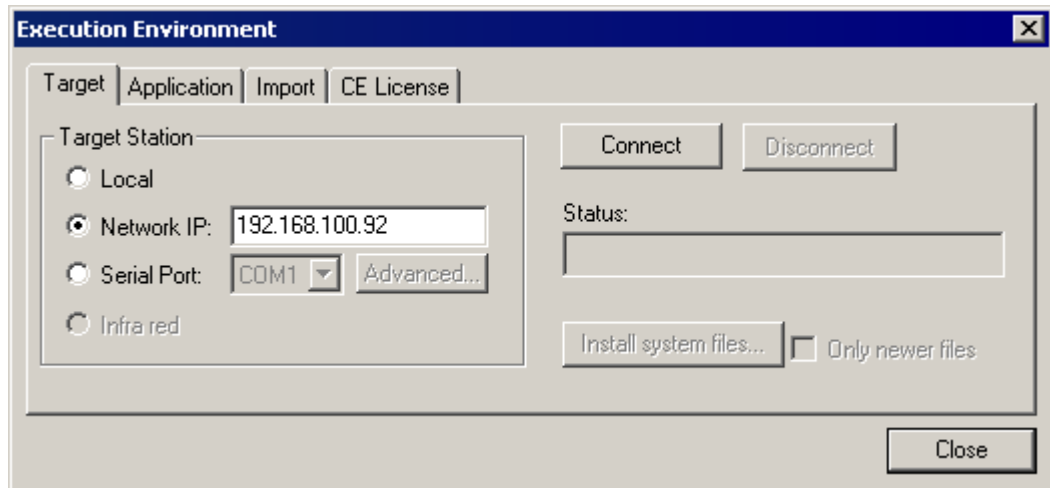 Execution Environment
Target Application Import CE License
Target Station
Local
Network IP: 192.168.100.92
Serial Port: COM1 Advanced...
Infra red
Connect Disconnect
Status:
Install system files... Only newer files
Close